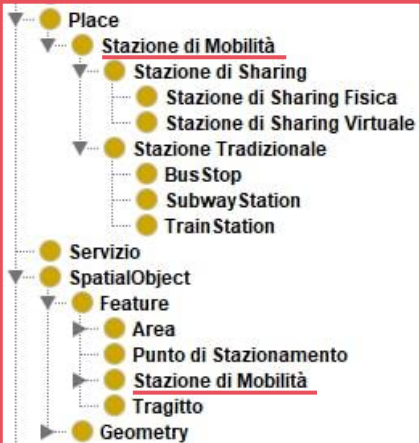 Place
Stazione di Mobilità
Stazione di Sharing
Stazione di Sharing Fisica
Stazione di Sharing Virtuale
Stazione Tradizionale
BusStop
SubwayStation
TrainStation
Servizio
SpatialObject
Feature
Area
Punto di Stazionamento
Stazione di Mobilità
Tragitto
Geometry